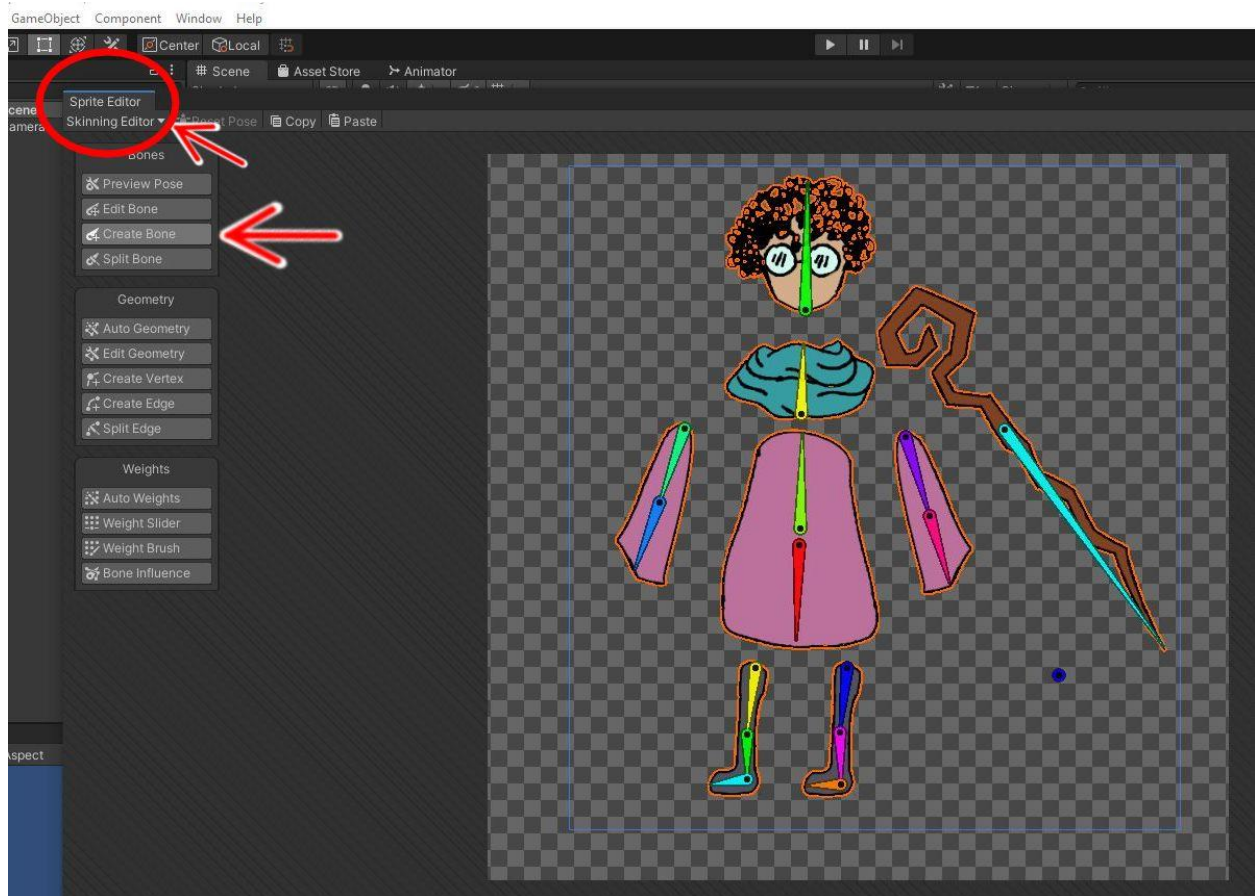 GameObject Component Window Help
Center Local
# Scene Asset Store Animator
Sprite Editor
Skinning Editor Reset Pose Copy Paste
Bones
Preview Pose
Edit Bone
Create Bone
Split Bone
Geometry
Auto Geometry
Edit Geometry
Create Vertex
Create Edge
Split Edge
Weights
Auto Weights
Weight Slider
Weight Brush
Bone Influence
Aspect